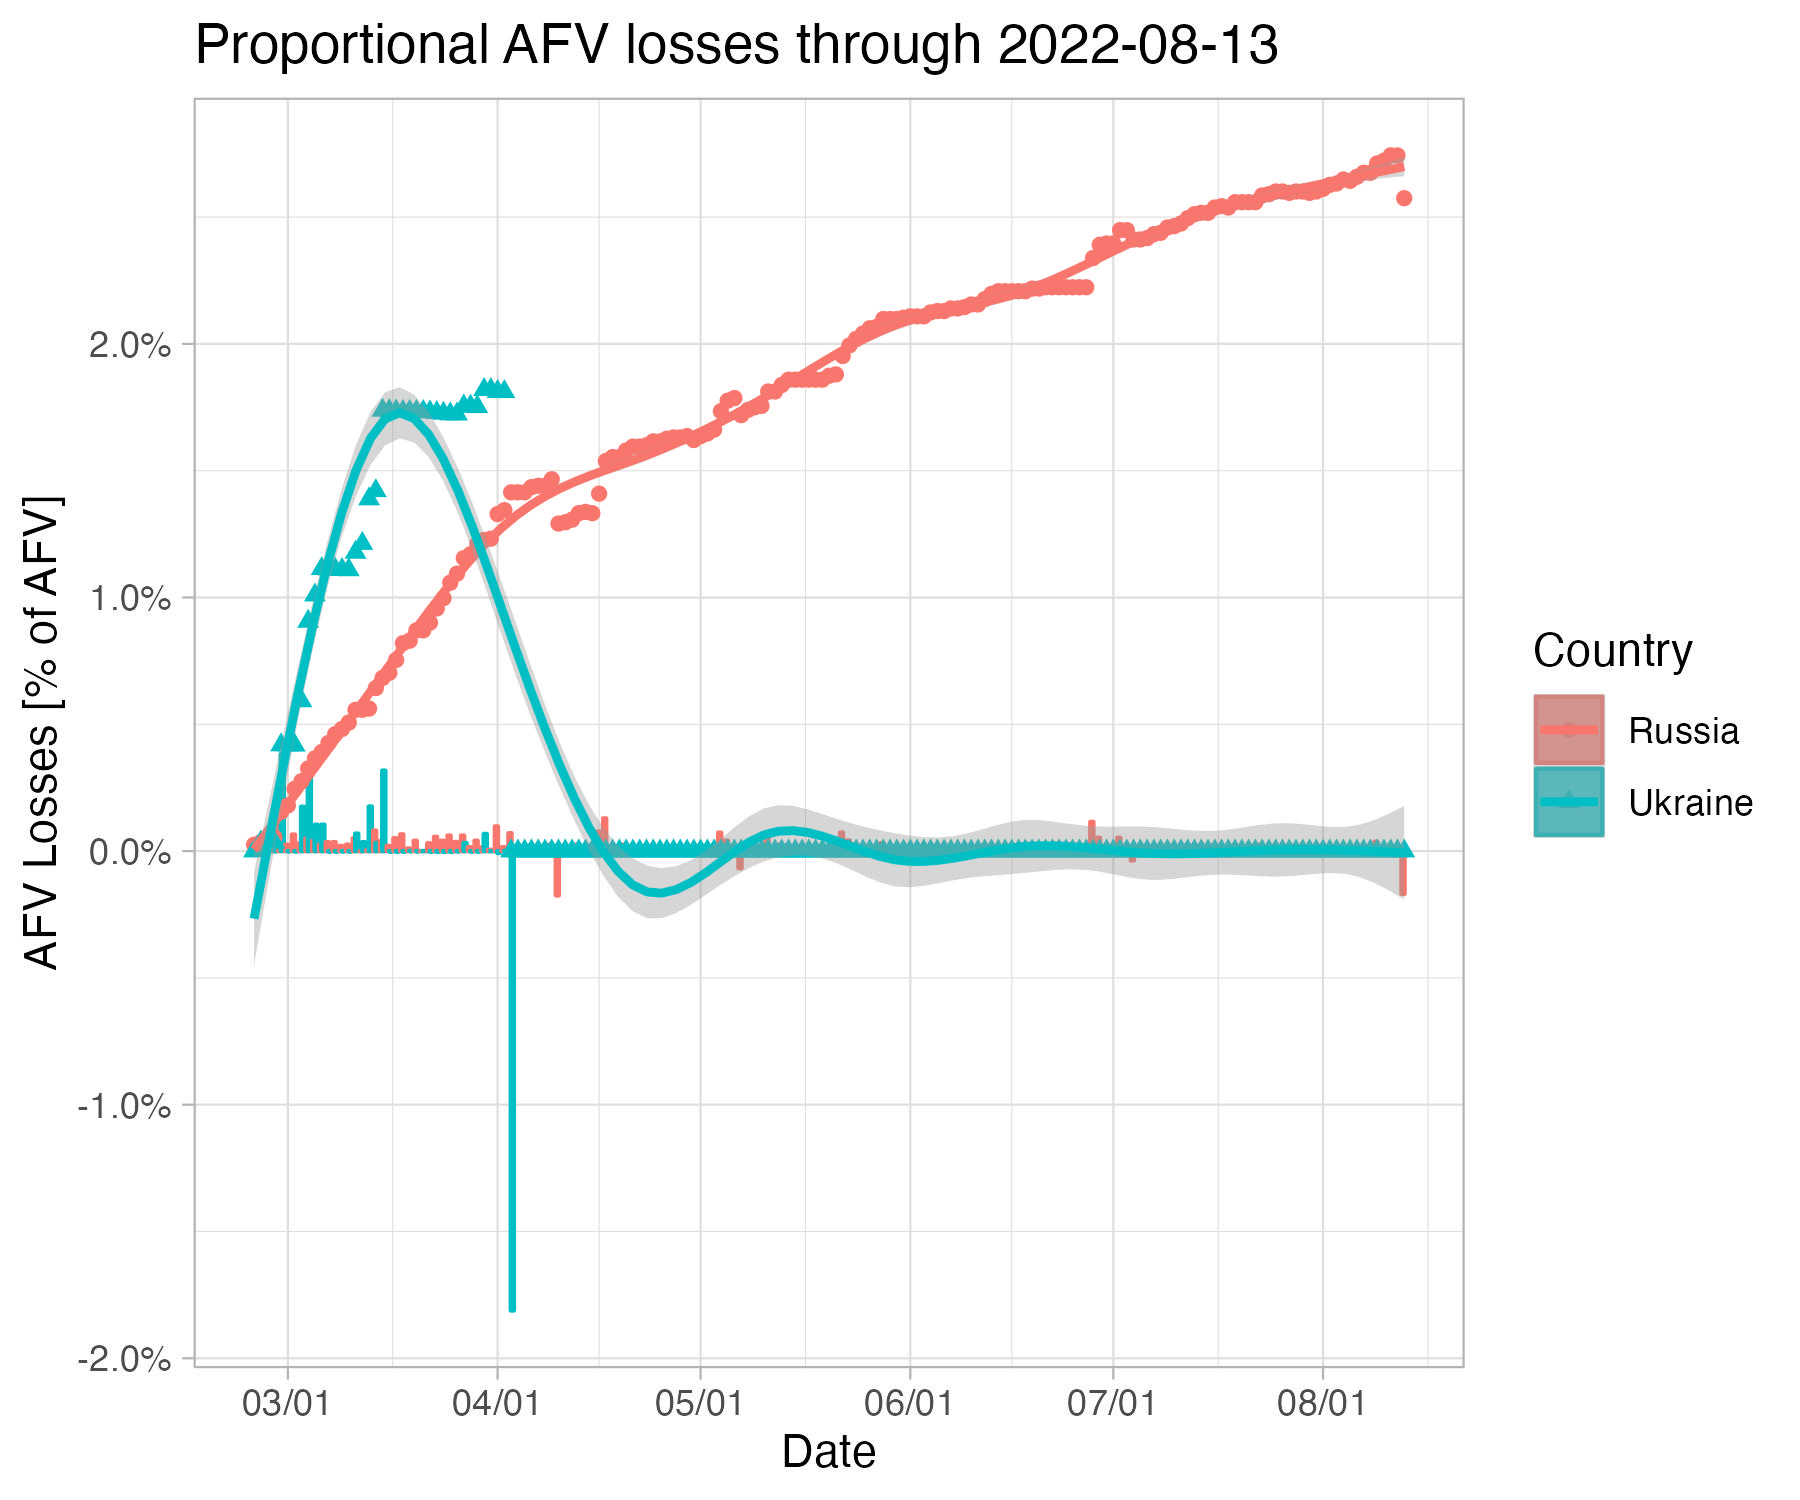 Proportional AFV losses through 2022-08-13
AFV Losses [% of AFV]
2.0%
1.0%
0.0%
-1.0%
-2.0%
03/01 04/01 05/01 06/01 07/01 08/01
Date
Country
Russia
Ukraine